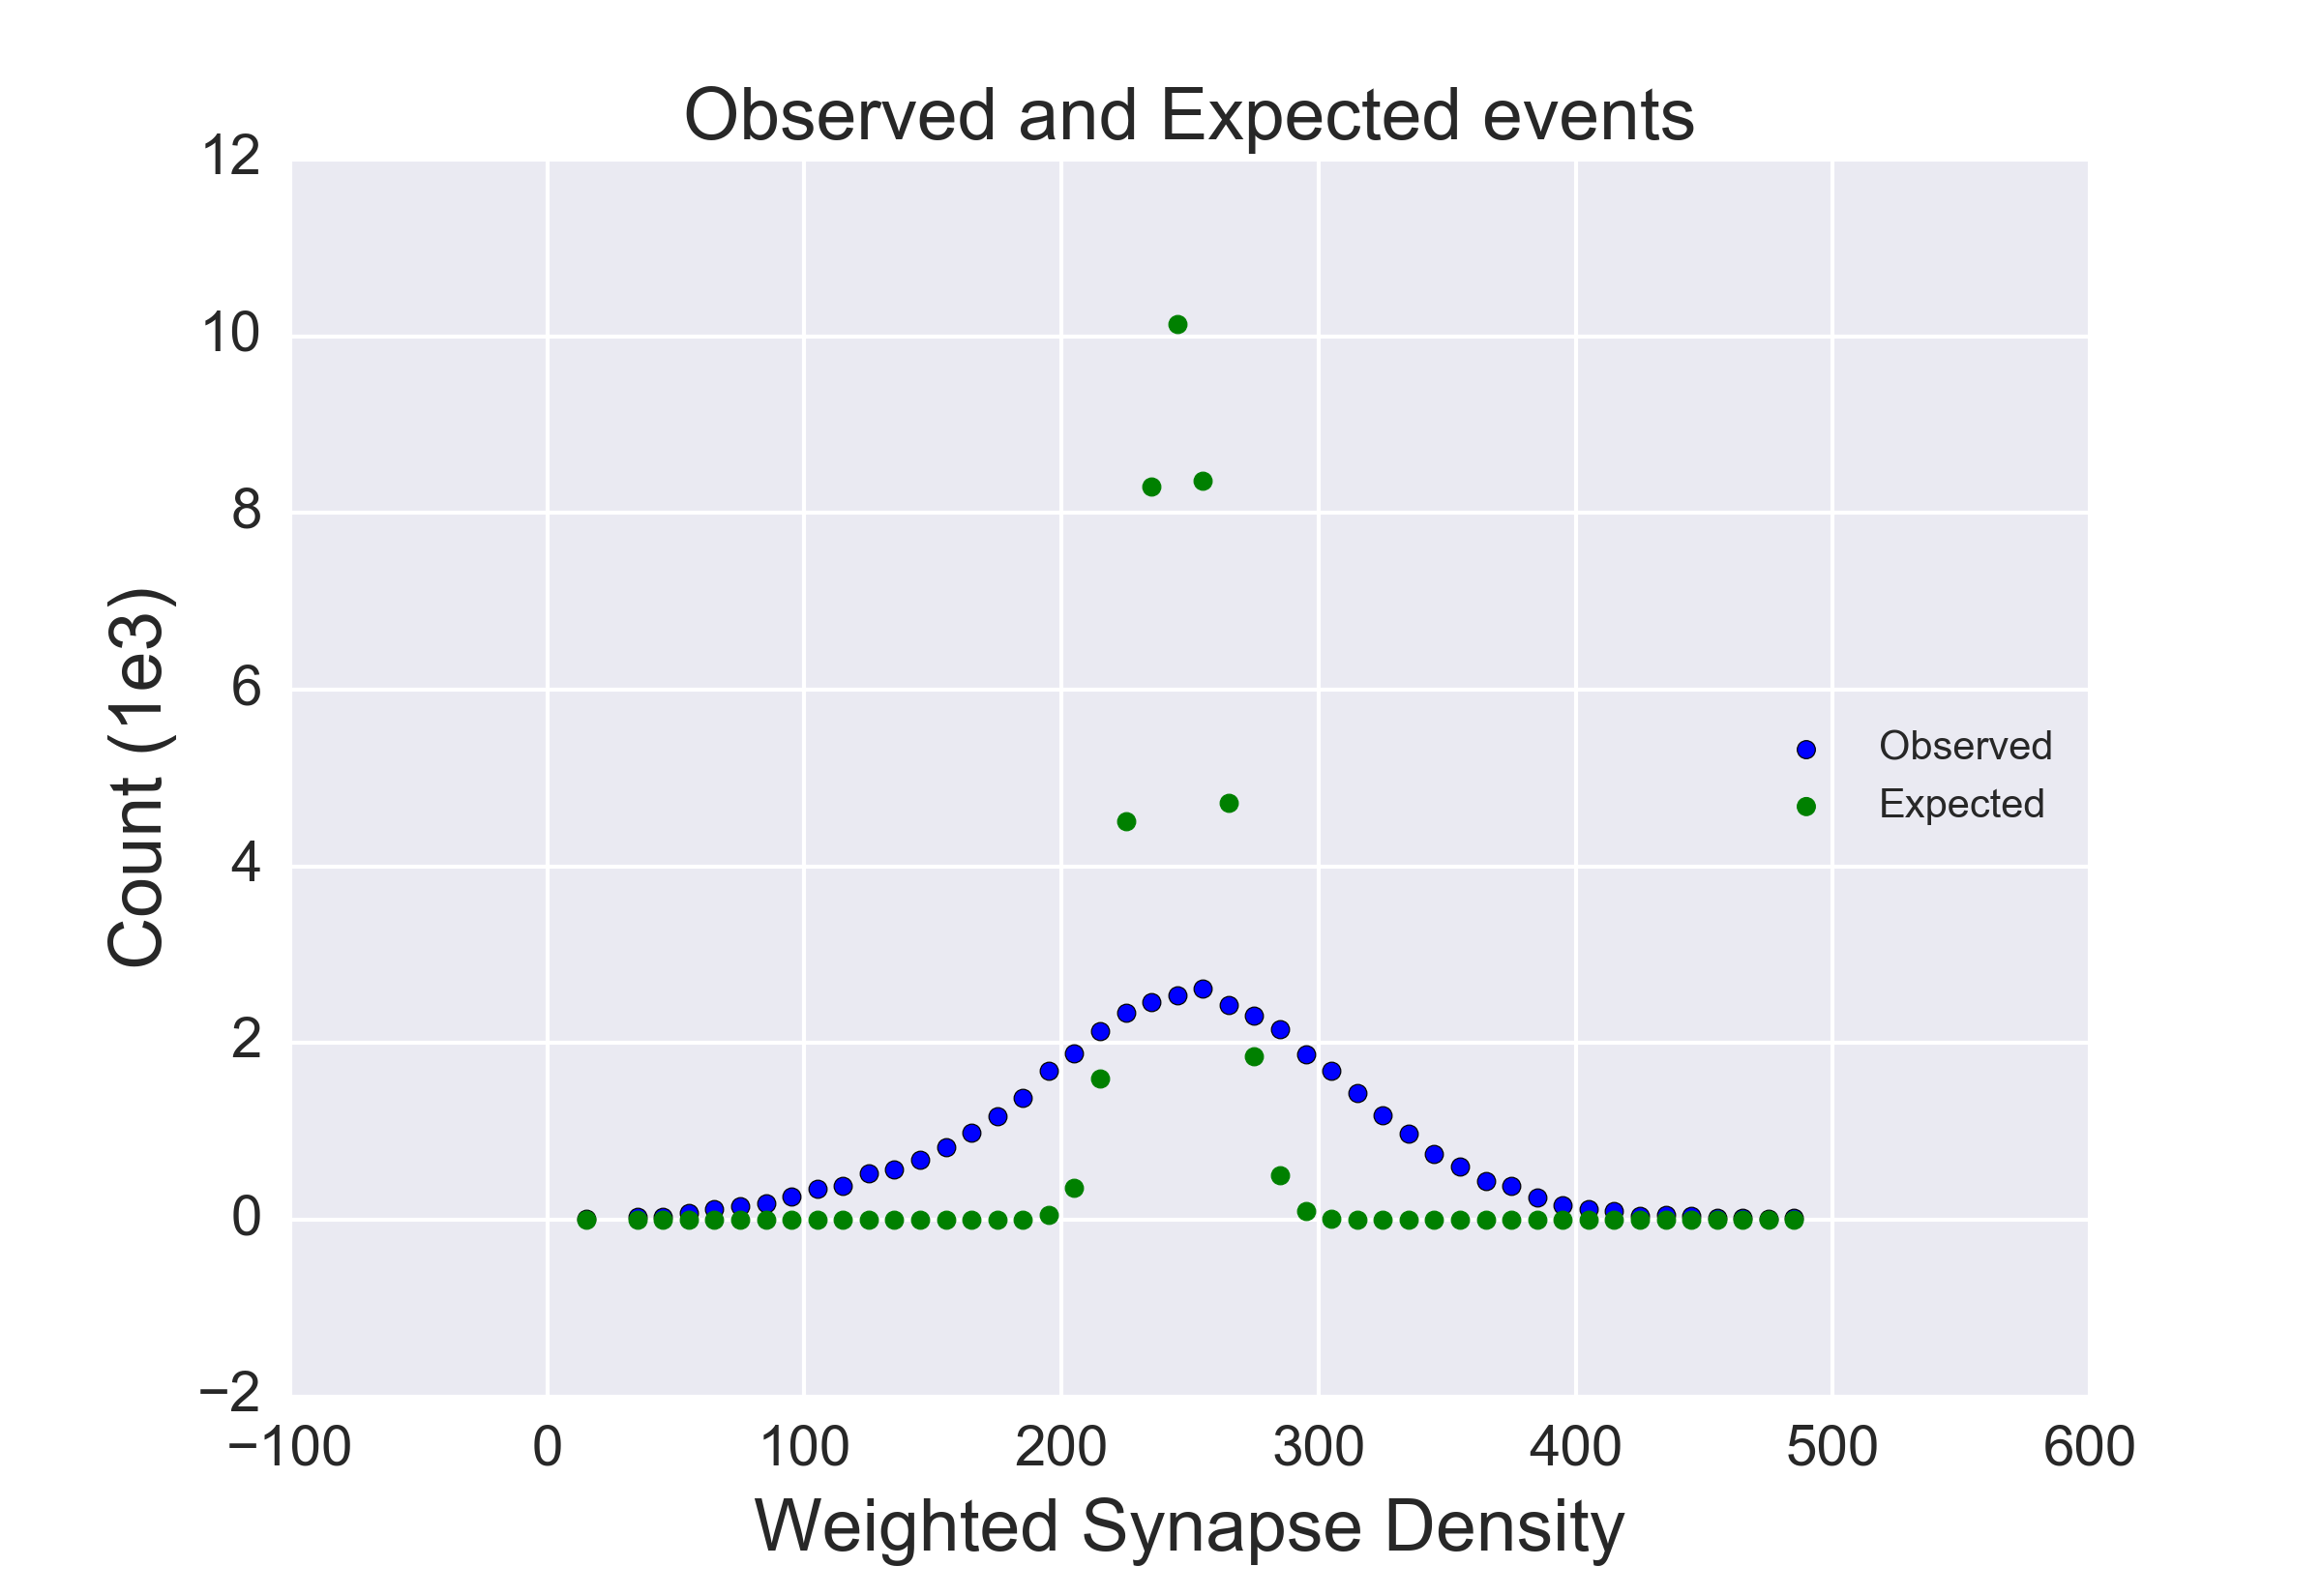 Observed and Expected events
12
10
8
6
4
2
0
−2
Count (1e3)
Observed
Expected
−100 0 100 200 300 400 500 600
Weighted Synapse Density